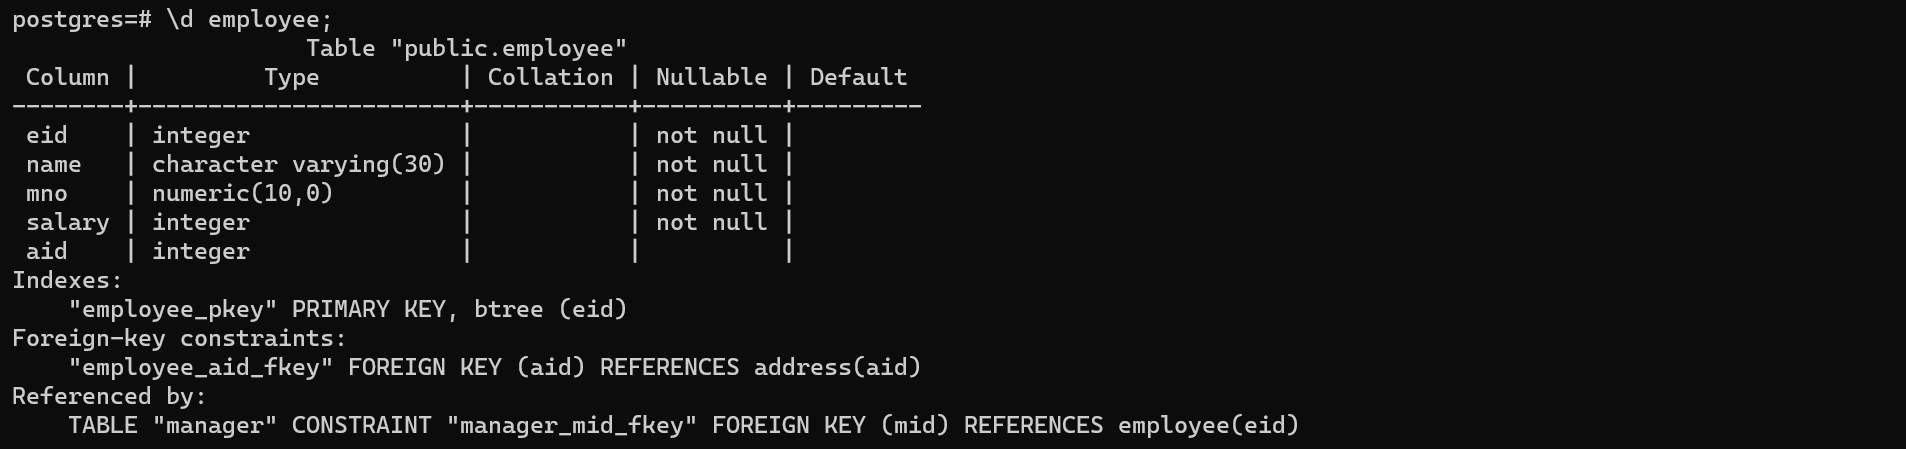 postgres=# \d employee;
                     Table "public.employee"
 Column |         Type          | Collation | Nullable | Default
--------+-----------------------+-----------+----------+---------
 eid    | integer               |           | not null |
 name   | character varying(30) |           | not null |
 mno    | numeric(10,0)         |           | not null |
 salary | integer               |           | not null |
 aid    | integer               |           |          |
Indexes:
    "employee_pkey" PRIMARY KEY, btree (eid)
Foreign-key constraints:
    "employee_aid_fkey" FOREIGN KEY (aid) REFERENCES address(aid)
Referenced by:
    TABLE "manager" CONSTRAINT "manager_mid_fkey" FOREIGN KEY (mid) REFERENCES employee(eid)